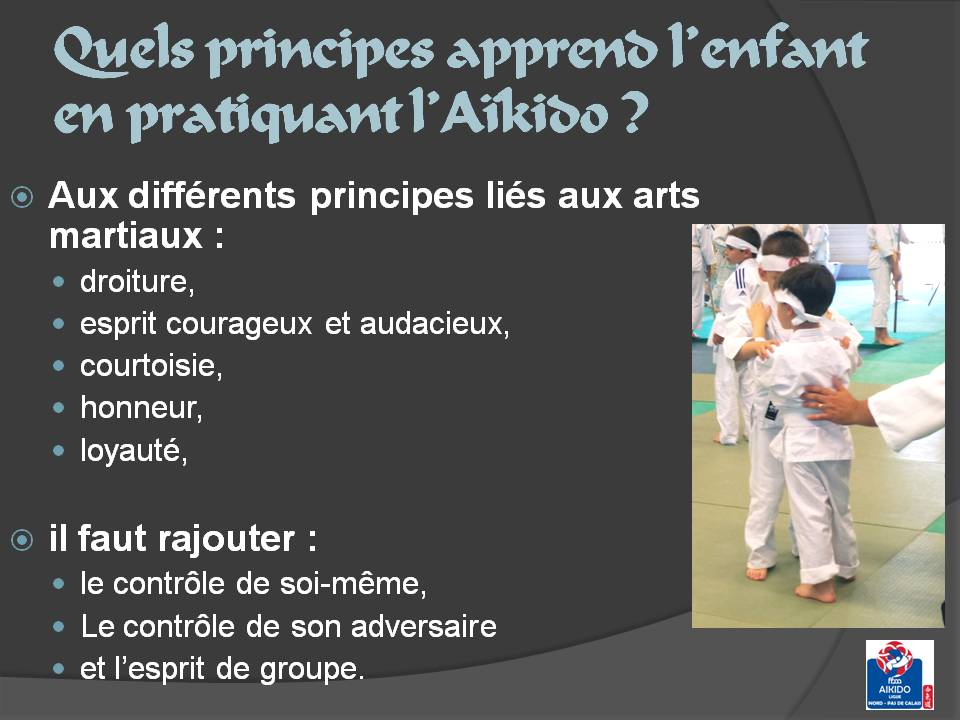 Quels principes apprend l'enfant
en pratiquant l'Aïkido ?
Aux différents principes liés aux arts
martiaux :
droiture,
esprit courageux et audacieux,
courtoisie,
honneur,
loyauté,
il faut rajouter :
le contrôle de soi-même,
Le contrôle de son adversaire
et l'esprit de groupe.
AIKIDO
LIGUE
NORD - PAS DE CALAIS